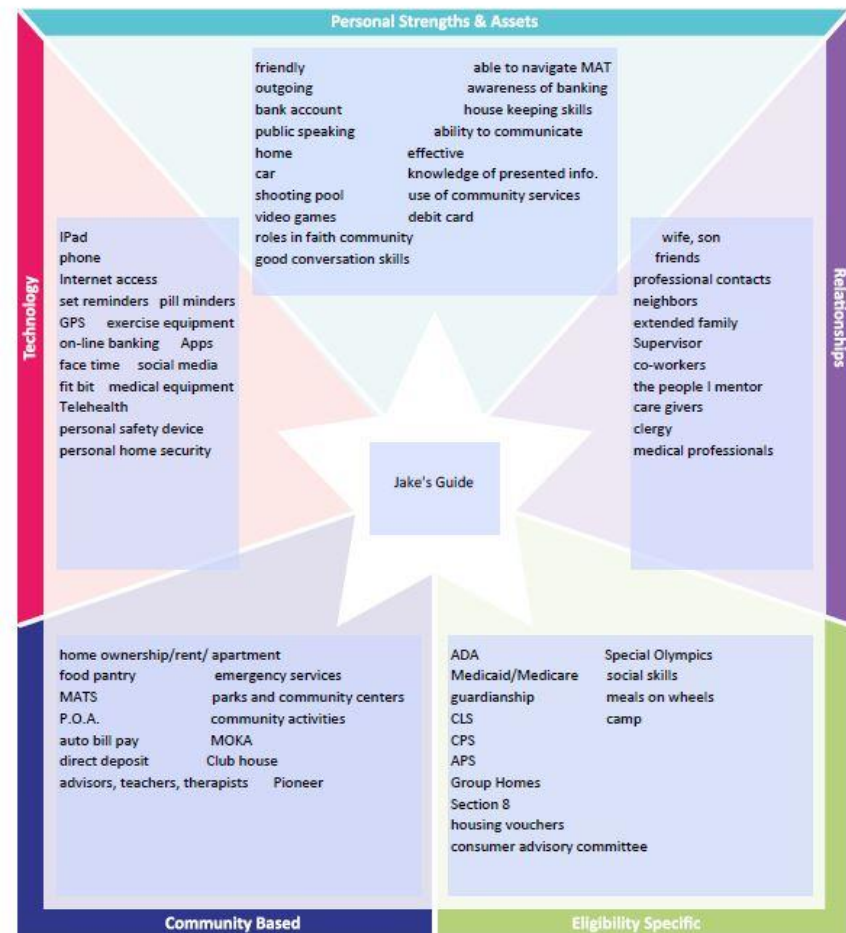 Personal Strengths & Assets
friendly able to navigate MAT
outgoing awareness of banking
bank account house keeping skills
public speaking ability to communicate
home effective
car knowledge of presented info.
shooting pool use of community services
video games debit card
roles in faith community
good conversation skills
Technology
IPad
phone
Internet access
set reminders pill minders
GPS exercise equipment
on-line banking Apps
face time social media
fit bit medical equipment
Telehealth
personal safety device
personal home security
Relationships
wife, son
friends
professional contacts
neighbors
extended family
Supervisor
co-workers
the people I mentor
care givers
clergy
medical professionals
Jake's Guide
home ownership/rent/ apartment
food pantry emergency services
MATS parks and community centers
P.O.A. community activities
auto bill pay MOKA
direct deposit Club house
advisors, teachers, therapists Pioneer
Community Based
ADA Special Olympics
Medicaid/Medicare social skills
guardianship meals on wheels
CLS camp
CPS
APS
Group Homes
Section 8
housing vouchers
consumer advisory committee
Eligibility Specific